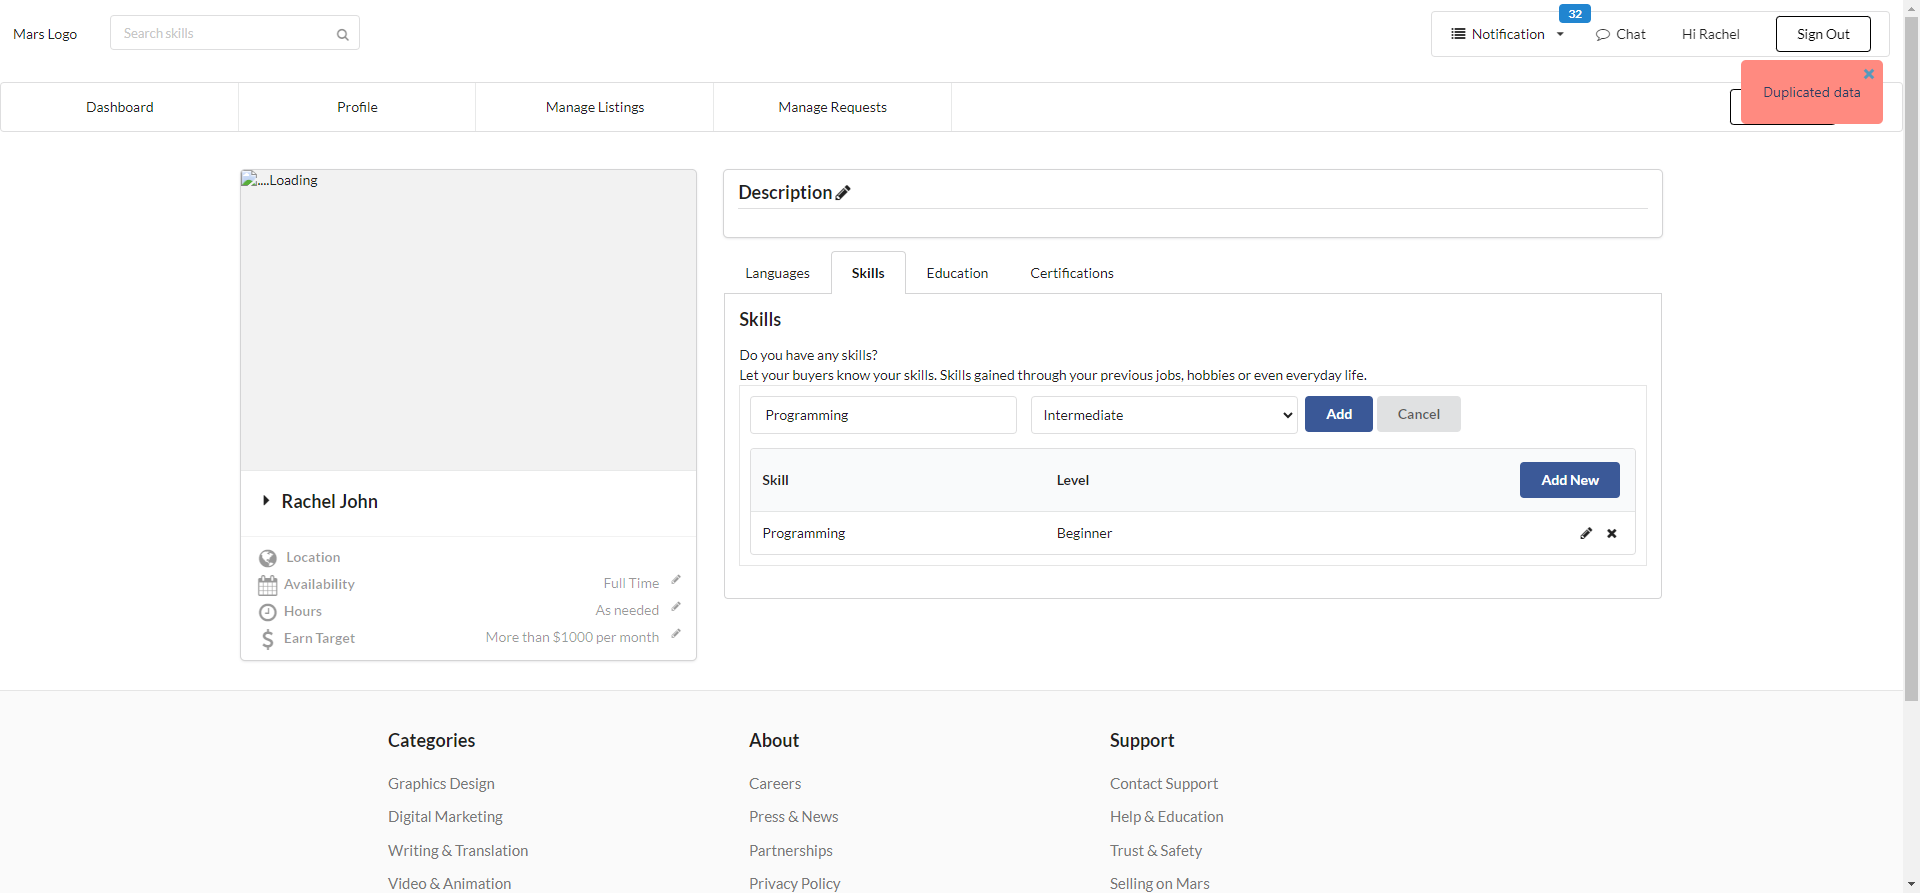 Mars Logo
Search skills
32
Notification
Chat
Hi Rachel
Sign Out
Duplicated data
Dashboard
Profile
Manage Listings
Manage Requests
....Loading
Rachel John
Location
Availability
Full Time
Hours
As needed
Earn Target
More than $1000 per month
Description
Languages
Skills
Education
Certifications
Skills
Do you have any skills?
Let your buyers know your skills. Skills gained through your previous jobs, hobbies or even everyday life.
Programming
Intermediate
Add
Cancel
Skill
Level
Add New
Programming
Beginner
Categories
Graphics Design
Digital Marketing
Writing & Translation
Video & Animation
About
Careers
Press & News
Partnerships
Privacy Policy
Support
Contact Support
Help & Education
Trust & Safety
Selling on Mars